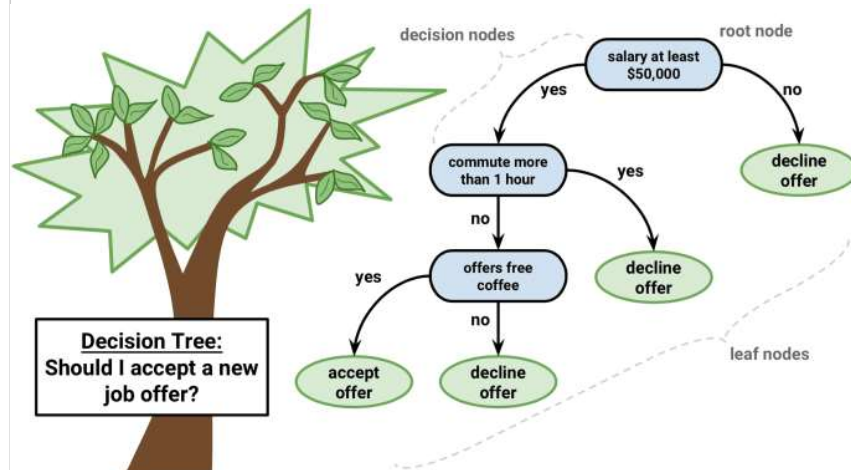 decision nodes
root node
salary at least
$50,000
yes
no
commute more
than 1 hour
decline
offer
yes
no
offers free
coffee
decline
offer
yes
no
Decision Tree:
Should I accept a new
job offer?
accept
offer
decline
offer
leaf nodes